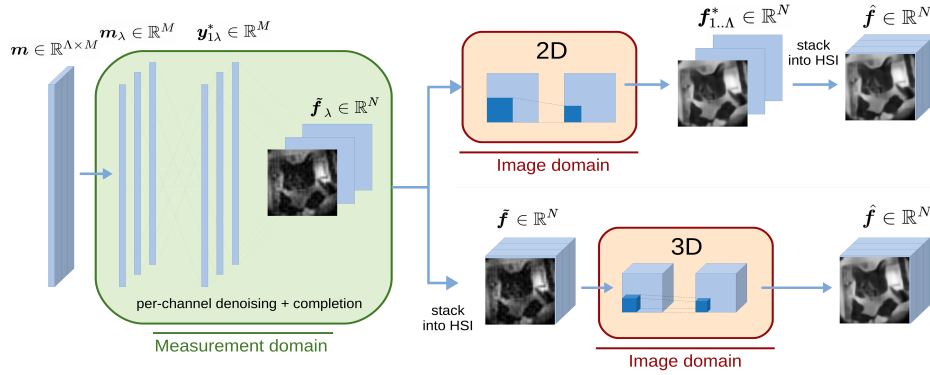 m ∈ ℝ^{Λ×M}
m_λ ∈ ℝ^M
y*_{1λ} ∈ ℝ^M
f̃_λ ∈ ℝ^N
per-channel denoising + completion
Measurement domain
2D
Image domain
f*_{1..Λ} ∈ ℝ^N
stack
into HSI
f̂ ∈ ℝ^N
stack
into HSI
f̃ ∈ ℝ^N
3D
Image domain
f̂ ∈ ℝ^N